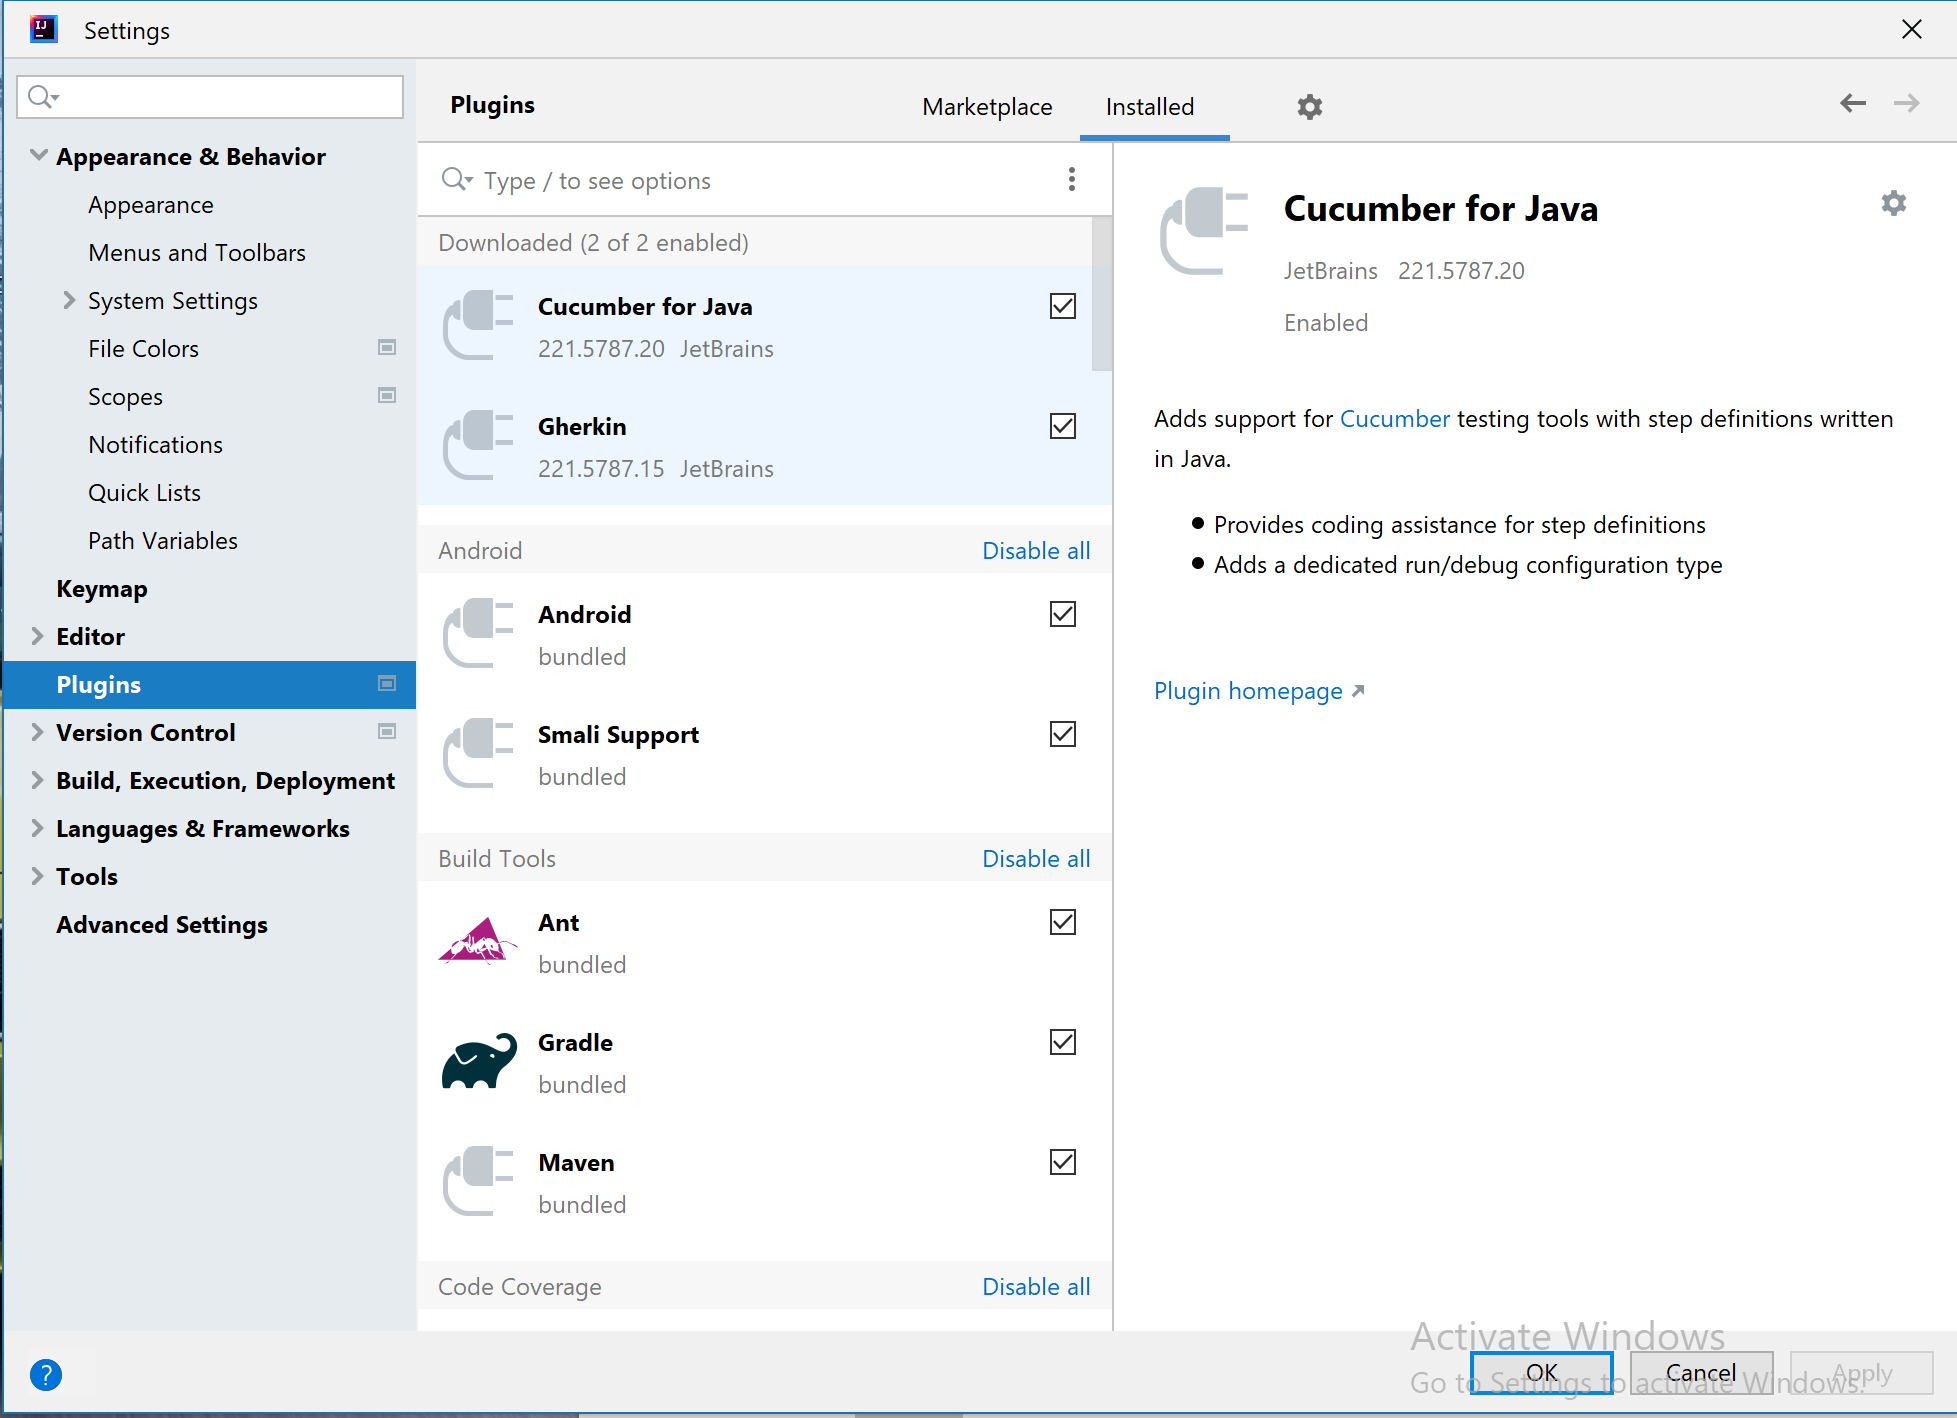 Settings
Appearance & Behavior
Appearance
Menus and Toolbars
System Settings
File Colors
Scopes
Notifications
Quick Lists
Path Variables
Keymap
Editor
Plugins
Version Control
Build, Execution, Deployment
Languages & Frameworks
Tools
Advanced Settings
?
Plugins
Marketplace
Installed
Type / to see options
Downloaded (2 of 2 enabled)
Cucumber for Java
221.5787.20 JetBrains
Gherkin
221.5787.15 JetBrains
Android Disable all
Android
bundled
Smali Support
bundled
Build Tools Disable all
Ant
bundled
Gradle
bundled
Maven
bundled
Code Coverage Disable all
Cucumber for Java
JetBrains 221.5787.20
Enabled
Adds support for Cucumber testing tools with step definitions written
in Java.
● Provides coding assistance for step definitions
● Adds a dedicated run/debug configuration type
Plugin homepage
Activate Windows
Go to Settings to activate Windows.
OK
Cancel
Apply